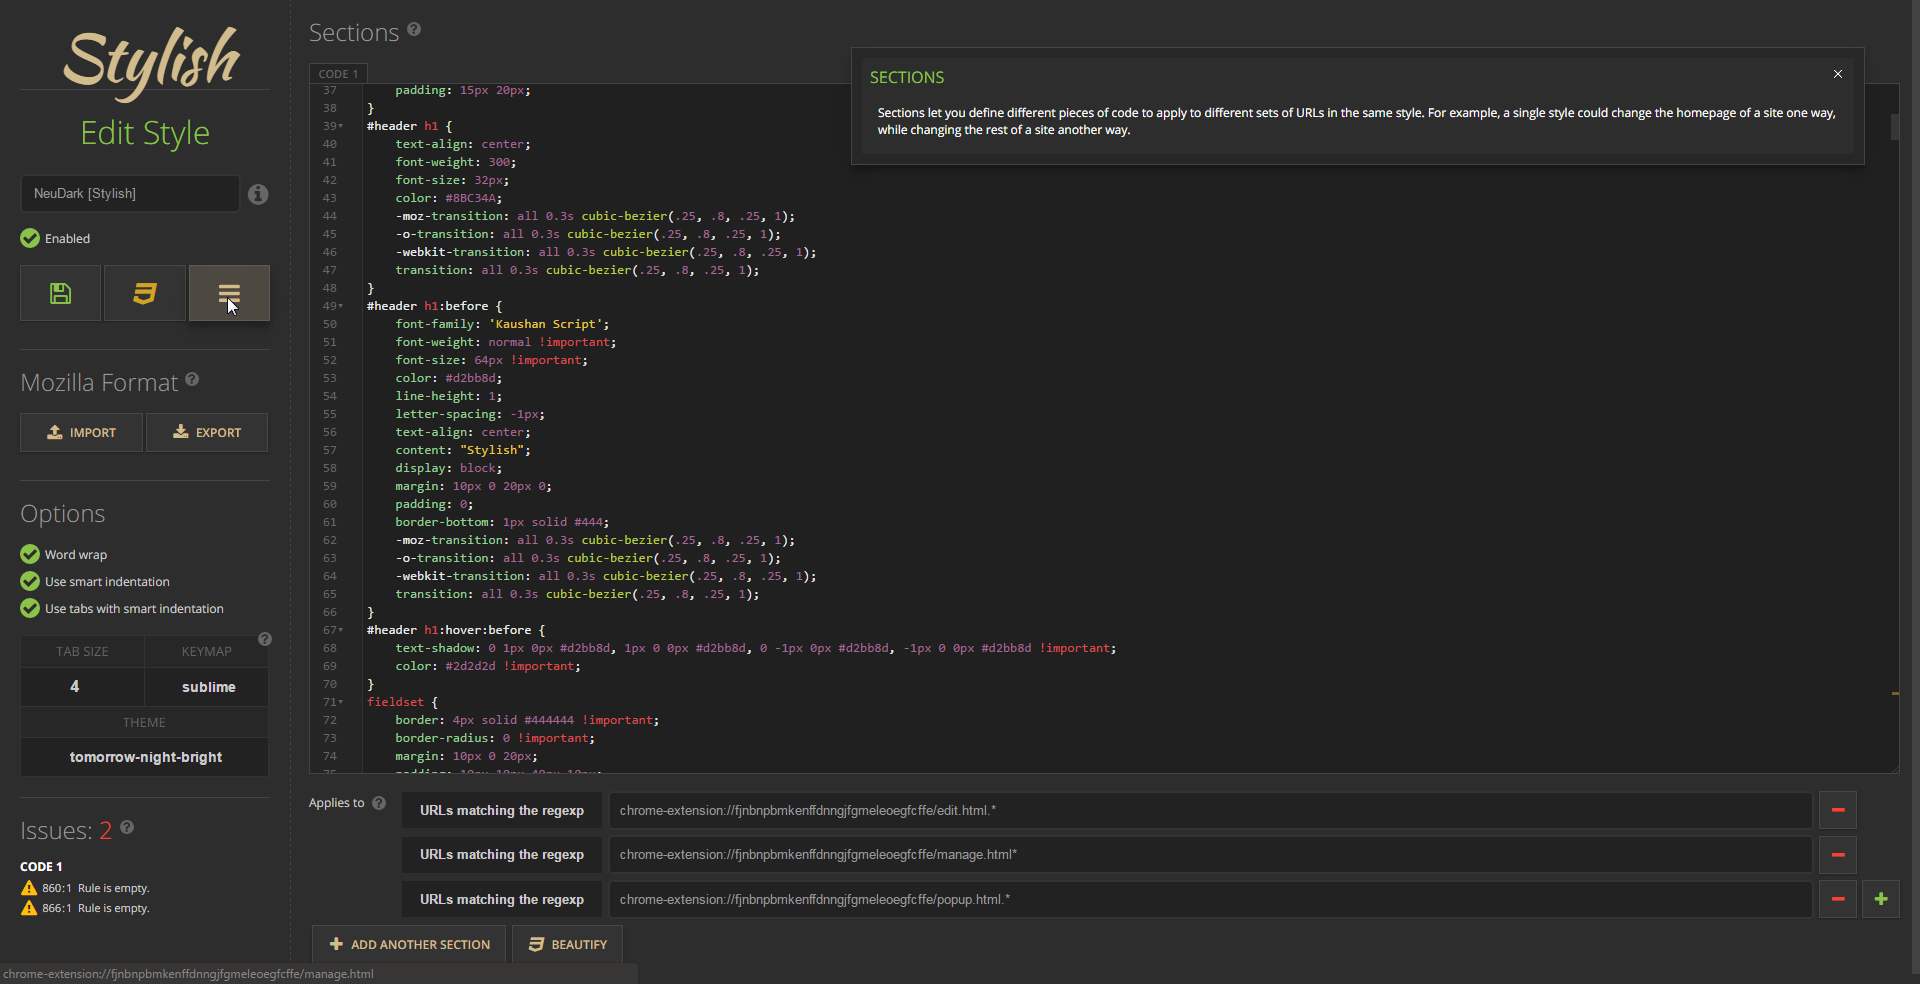 Stylish
Edit Style
NeuDark [Stylish]
Enabled
Mozilla Format
IMPORT
EXPORT
Options
Word wrap
Use smart indentation
Use tabs with smart indentation
TAB SIZE KEYMAP
4 sublime
THEME
tomorrow-night-bright
Issues: 2
CODE 1
860:1 Rule is empty.
866:1 Rule is empty.
Sections
CODE 1
SECTIONS
Sections let you define different pieces of code to apply to different sets of URLs in the same style. For example, a single style could change the homepage of a site one way,
while changing the rest of a site another way.
37 padding: 15px 20px;
38 }
39 #header h1 {
40 text-align: center;
41 font-weight: 300;
42 font-size: 32px;
43 color: #8BC34A;
44 -moz-transition: all 0.3s cubic-bezier(.25, .8, .25, 1);
45 -o-transition: all 0.3s cubic-bezier(.25, .8, .25, 1);
46 -webkit-transition: all 0.3s cubic-bezier(.25, .8, .25, 1);
47 transition: all 0.3s cubic-bezier(.25, .8, .25, 1);
48 }
49 #header h1:before {
50 font-family: 'Kaushan Script';
51 font-weight: normal !important;
52 font-size: 64px !important;
53 color: #d2bb8d;
54 line-height: 1;
55 letter-spacing: -1px;
56 text-align: center;
57 content: "Stylish";
58 display: block;
59 margin: 10px 0 20px 0;
60 padding: 0;
61 border-bottom: 1px solid #444;
62 -moz-transition: all 0.3s cubic-bezier(.25, .8, .25, 1);
63 -o-transition: all 0.3s cubic-bezier(.25, .8, .25, 1);
64 -webkit-transition: all 0.3s cubic-bezier(.25, .8, .25, 1);
65 transition: all 0.3s cubic-bezier(.25, .8, .25, 1);
66 }
67 #header h1:hover:before {
68 text-shadow: 0 1px 0px #d2bb8d, 1px 0 0px #d2bb8d, 0 -1px 0px #d2bb8d, -1px 0 0px #d2bb8d !important;
69 color: #2d2d2d !important;
70 }
71 fieldset {
72 border: 4px solid #444444 !important;
73 border-radius: 0 !important;
74 margin: 10px 0 20px;
Applies to
URLs matching the regexp chrome-extension://fjnbnpbmkenffdnngjfgmeleoegfcffe/edit.html.*
URLs matching the regexp chrome-extension://fjnbnpbmkenffdnngjfgmeleoegfcffe/manage.html*
URLs matching the regexp chrome-extension://fjnbnpbmkenffdnngjfgmeleoegfcffe/popup.html.*
ADD ANOTHER SECTION
BEAUTIFY
chrome-extension://fjnbnpbmkenffdnngjfgmeleoegfcffe/manage.html